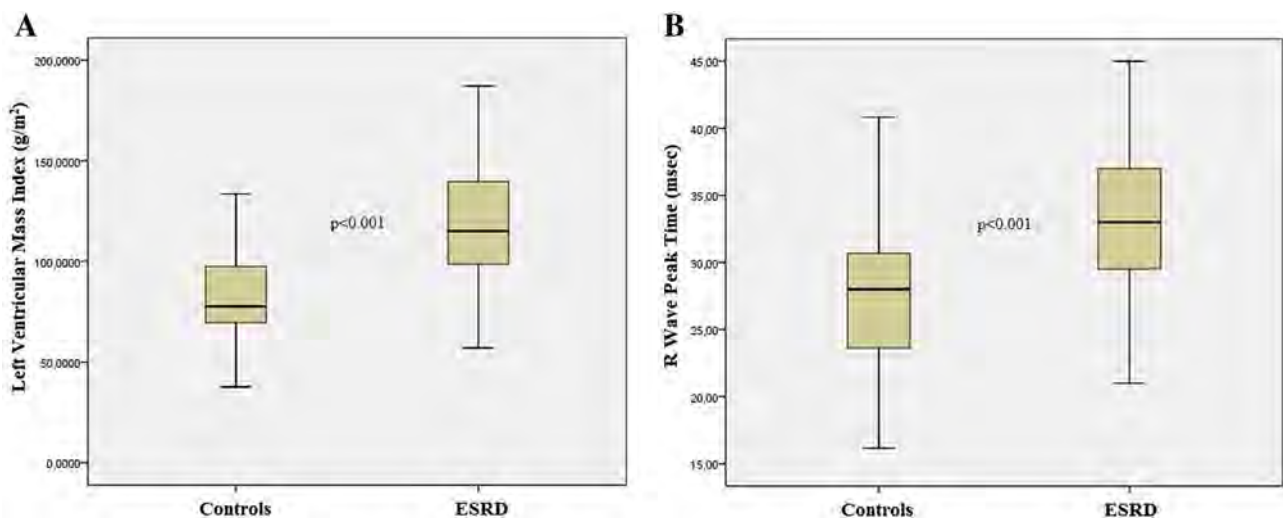 A
Left Ventricular Mass Index (g/m²)
200,0000
150,0000
100,0000
50,0000
0,0000
p<0.001
Controls
ESRD
B
R Wave Peak Time (msec)
45,00
40,00
35,00
30,00
25,00
20,00
15,00
p<0.001
Controls
ESRD